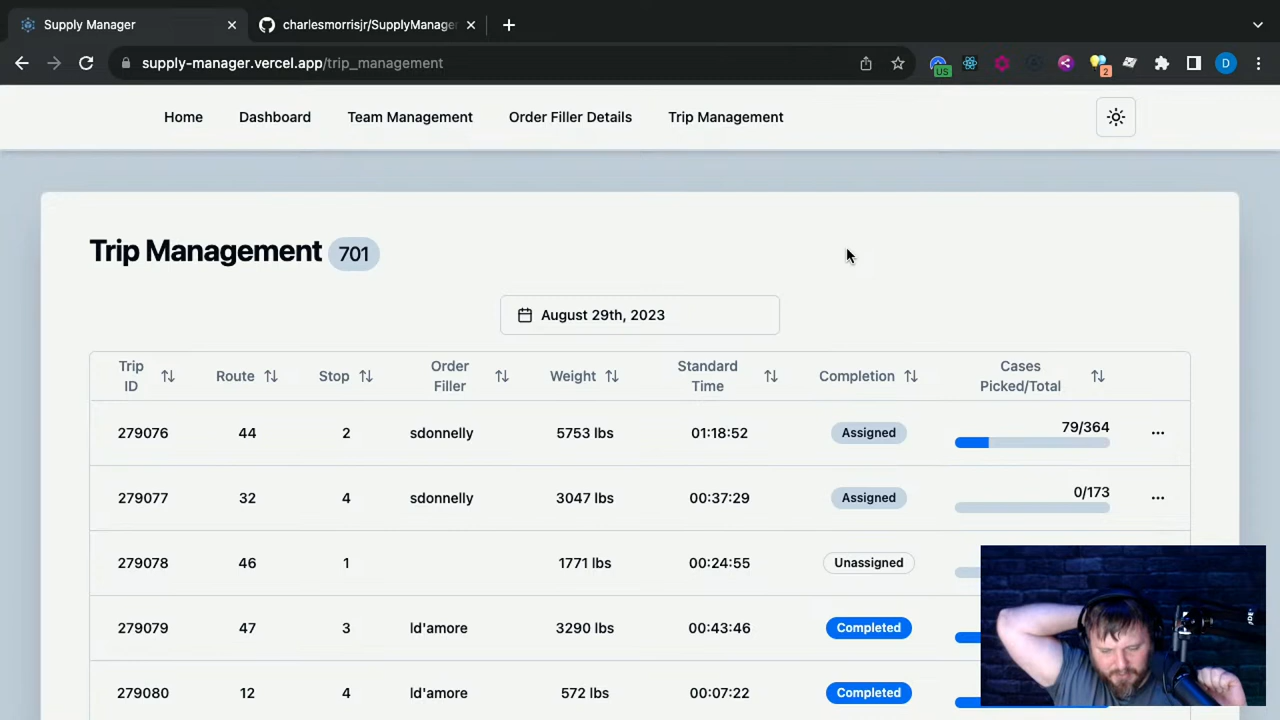 Supply Manager
charlesmorrisjr/SupplyManager
supply-manager.vercel.app/trip_management
US
2
D
Home Dashboard Team Management Order Filler Details Trip Management
Trip Management 701
August 29th, 2023
Trip ID Route Stop Order Filler Weight Standard Time Completion Cases Picked/Total
279076 44 2 sdonnelly 5753 lbs 01:18:52 Assigned 79/364
279077 32 4 sdonnelly 3047 lbs 00:37:29 Assigned 0/173
279078 46 1 1771 lbs 00:24:55 Unassigned
279079 47 3 ld'amore 3290 lbs 00:43:46 Completed
279080 12 4 ld'amore 572 lbs 00:07:22 Completed